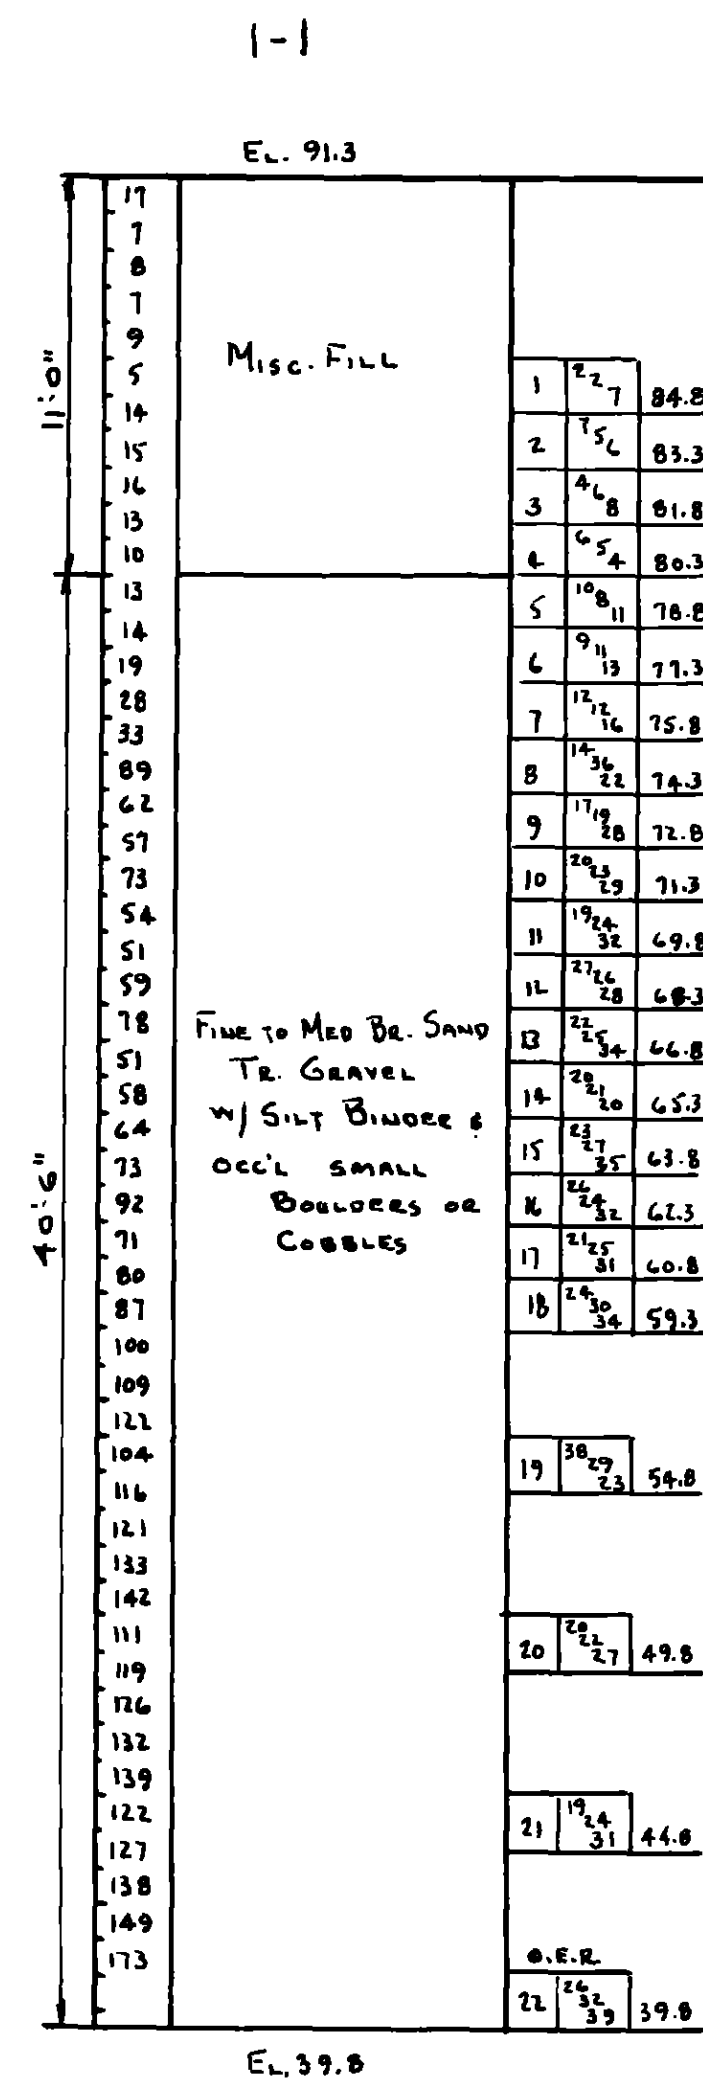 1-1
EL. 91.3
11'-0"
17
7
8
7
9
5
14
15
16
13
10
MISC. FILL
1 2 2 7 84.8
2 7 5 6 83.3
3 4 6 8 81.8
4 6 5 4 80.3
40'-6"
13
14
19
28
33
89
62
57
73
54
51
59
78
51
58
64
73
92
71
80
87
100
109
122
104
116
121
133
142
111
119
126
132
139
122
127
138
149
173
FINE TO MED BR. SAND
TR. GRAVEL
W/ SILT BINDER &
OCC'L SMALL
BOULDERS OR
COBBLES
5 10 8 11 78.8
6 9 11 13 77.3
7 12 12 16 75.8
8 14 36 22 74.3
9 17 19 28 72.8
10 20 23 29 71.3
11 19 24 32 69.8
12 27 26 28 68.3
13 22 25 34 66.8
14 20 21 20 65.3
15 23 27 35 63.8
16 26 24 32 62.3
17 21 25 31 60.8
18 24 30 34 59.3
19 38 29 23 54.8
20 20 22 27 49.8
21 19 24 31 44.8
O.E.R.
22 26 32 39 39.8
EL. 39.8